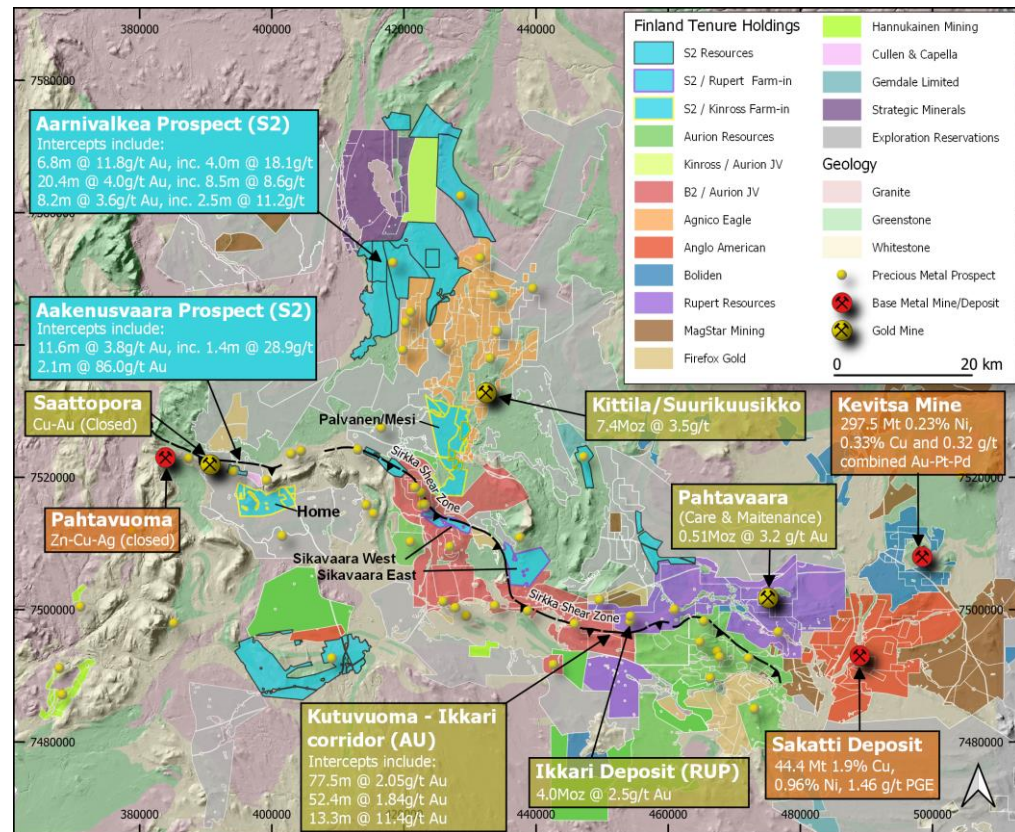 380000
400000
420000
440000
7580000
7560000
7520000
7500000
7480000
7520000
7500000
7480000
440000
460000
480000
500000
Finland Tenure Holdings
S2 Resources
S2 / Rupert Farm-in
S2 / Kinross Farm-in
Aurion Resources
Kinross / Aurion JV
B2 / Aurion JV
Agnico Eagle
Anglo American
Boliden
Rupert Resources
MagStar Mining
Firefox Gold
Hannukainen Mining
Cullen & Capella
Gemdale Limited
Strategic Minerals
Exploration Reservations
Geology
Granite
Greenstone
Whitestone
Precious Metal Prospect
Base Metal Mine/Deposit
Gold Mine
0 20 km
Aarnivalkea Prospect (S2)
Intercepts include:
6.8m @ 11.8g/t Au, inc. 4.0m @ 18.1g/t
20.4m @ 4.0g/t Au, inc. 8.5m @ 8.6g/t
8.2m @ 3.6g/t Au, inc. 2.5m @ 11.2g/t
Aakenusvaara Prospect (S2)
Intercepts include:
11.6m @ 3.8g/t Au, inc. 1.4m @ 28.9g/t
2.1m @ 86.0g/t Au
Saattopora
Cu-Au (Closed)
Pahtavuoma
Zn-Cu-Ag (closed)
Home
Palvanen/Mesi
Sirkka Shear Zone
Sikavaara West
Sikavaara East
Sirkka Shear Zone
Kittila/Suurikuusikko
7.4Moz @ 3.5g/t
Kevitsa Mine
297.5 Mt 0.23% Ni,
0.33% Cu and 0.32 g/t
combined Au-Pt-Pd
Pahtavaara
(Care & Maitenance)
0.51Moz @ 3.2 g/t Au
Kutuvuoma - Ikkari
corridor (AU)
Intercepts include:
77.5m @ 2.05g/t Au
52.4m @ 1.84g/t Au
13.3m @ 11.4g/t Au
Ikkari Deposit (RUP)
4.0Moz @ 2.5g/t Au
Sakatti Deposit
44.4 Mt 1.9% Cu,
0.96% Ni, 1.46 g/t PGE